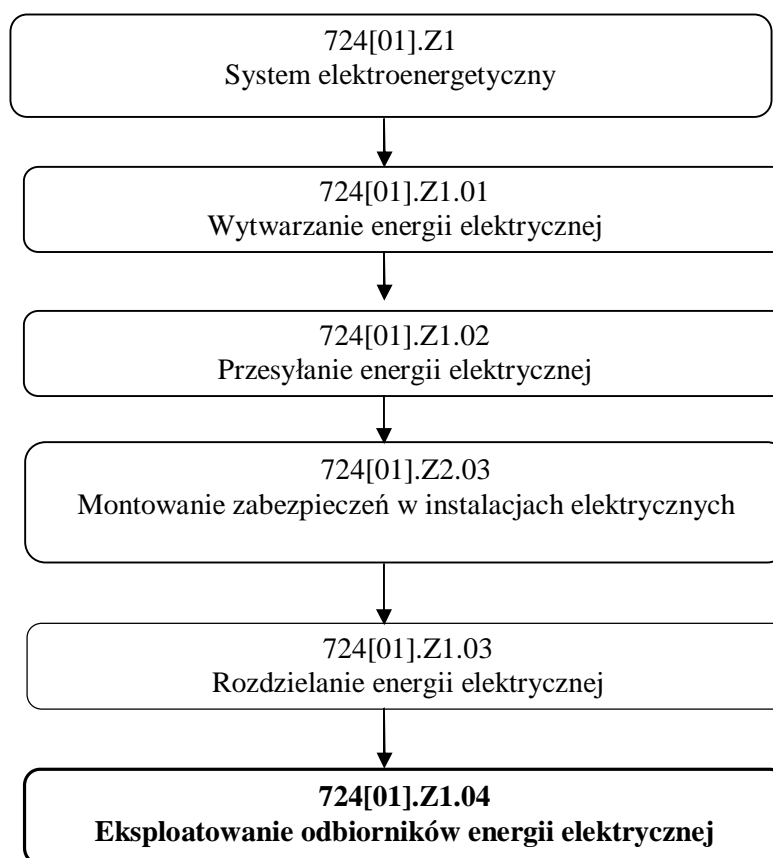 724[01].Z1
System elektroenergetyczny
724[01].Z1.01
Wytwarzanie energii elektrycznej
724[01].Z1.02
Przesyłanie energii elektrycznej
724[01].Z2.03
Montowanie zabezpieczeń w instalacjach elektrycznych
724[01].Z1.03
Rozdzielanie energii elektrycznej
724[01].Z1.04
Eksploatowanie odbiorników energii elektrycznej